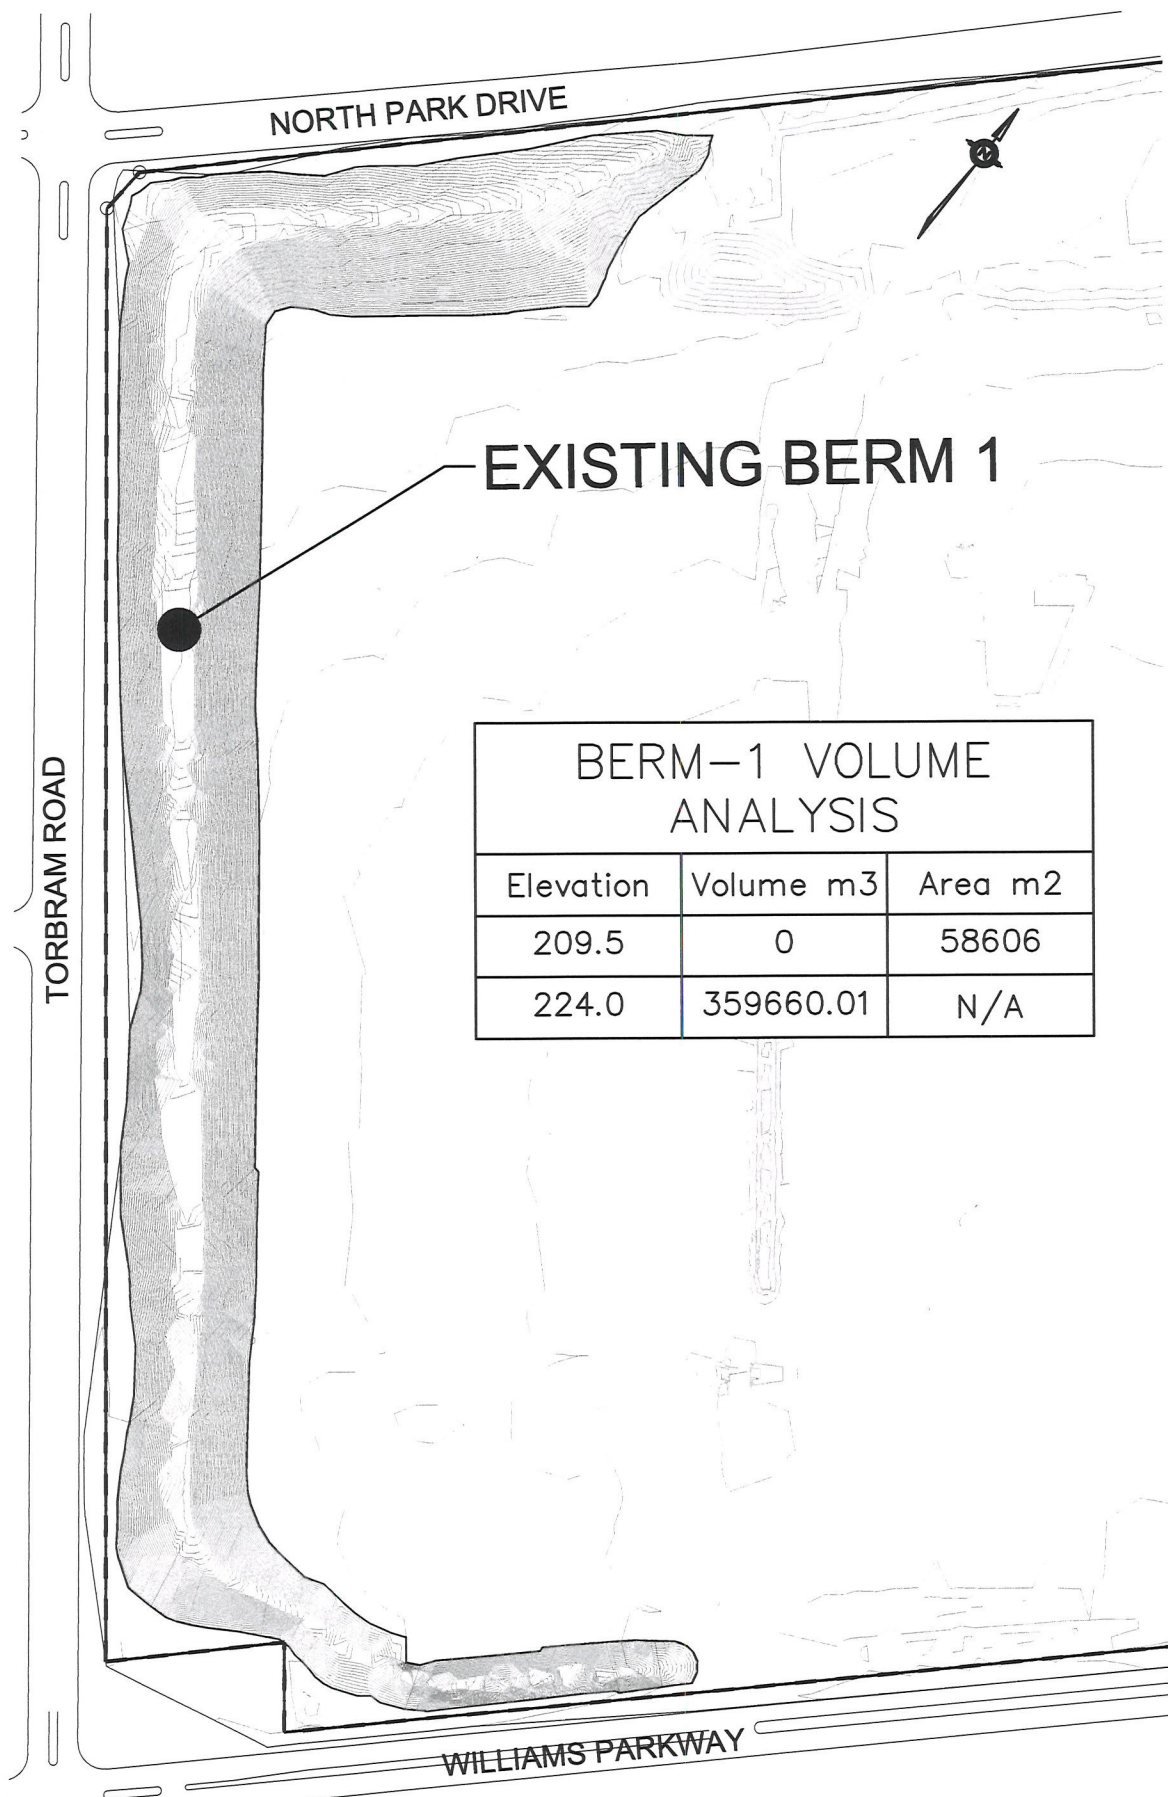 NORTH PARK DRIVE
EXISTING BERM 1
TORBRAM ROAD
BERM-1 VOLUME
ANALYSIS
Elevation Volume m3 Area m2
209.5 0 58606
224.0 359660.01 N/A
WILLIAMS PARKWAY